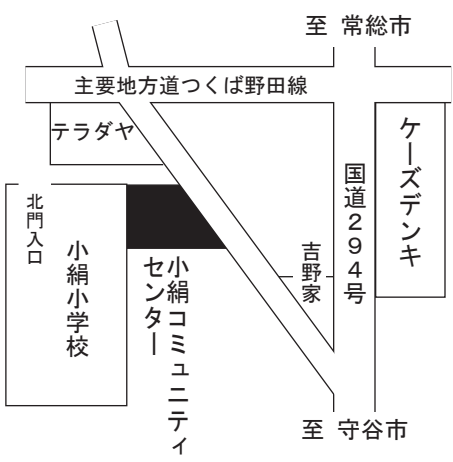 至 常総市
主要地方道つくば野田線
テラダヤ
ケーズデンキ
国道２９４号
北門入口
小絹小学校
吉野家
小絹コミュニティ
センター
至 守谷市